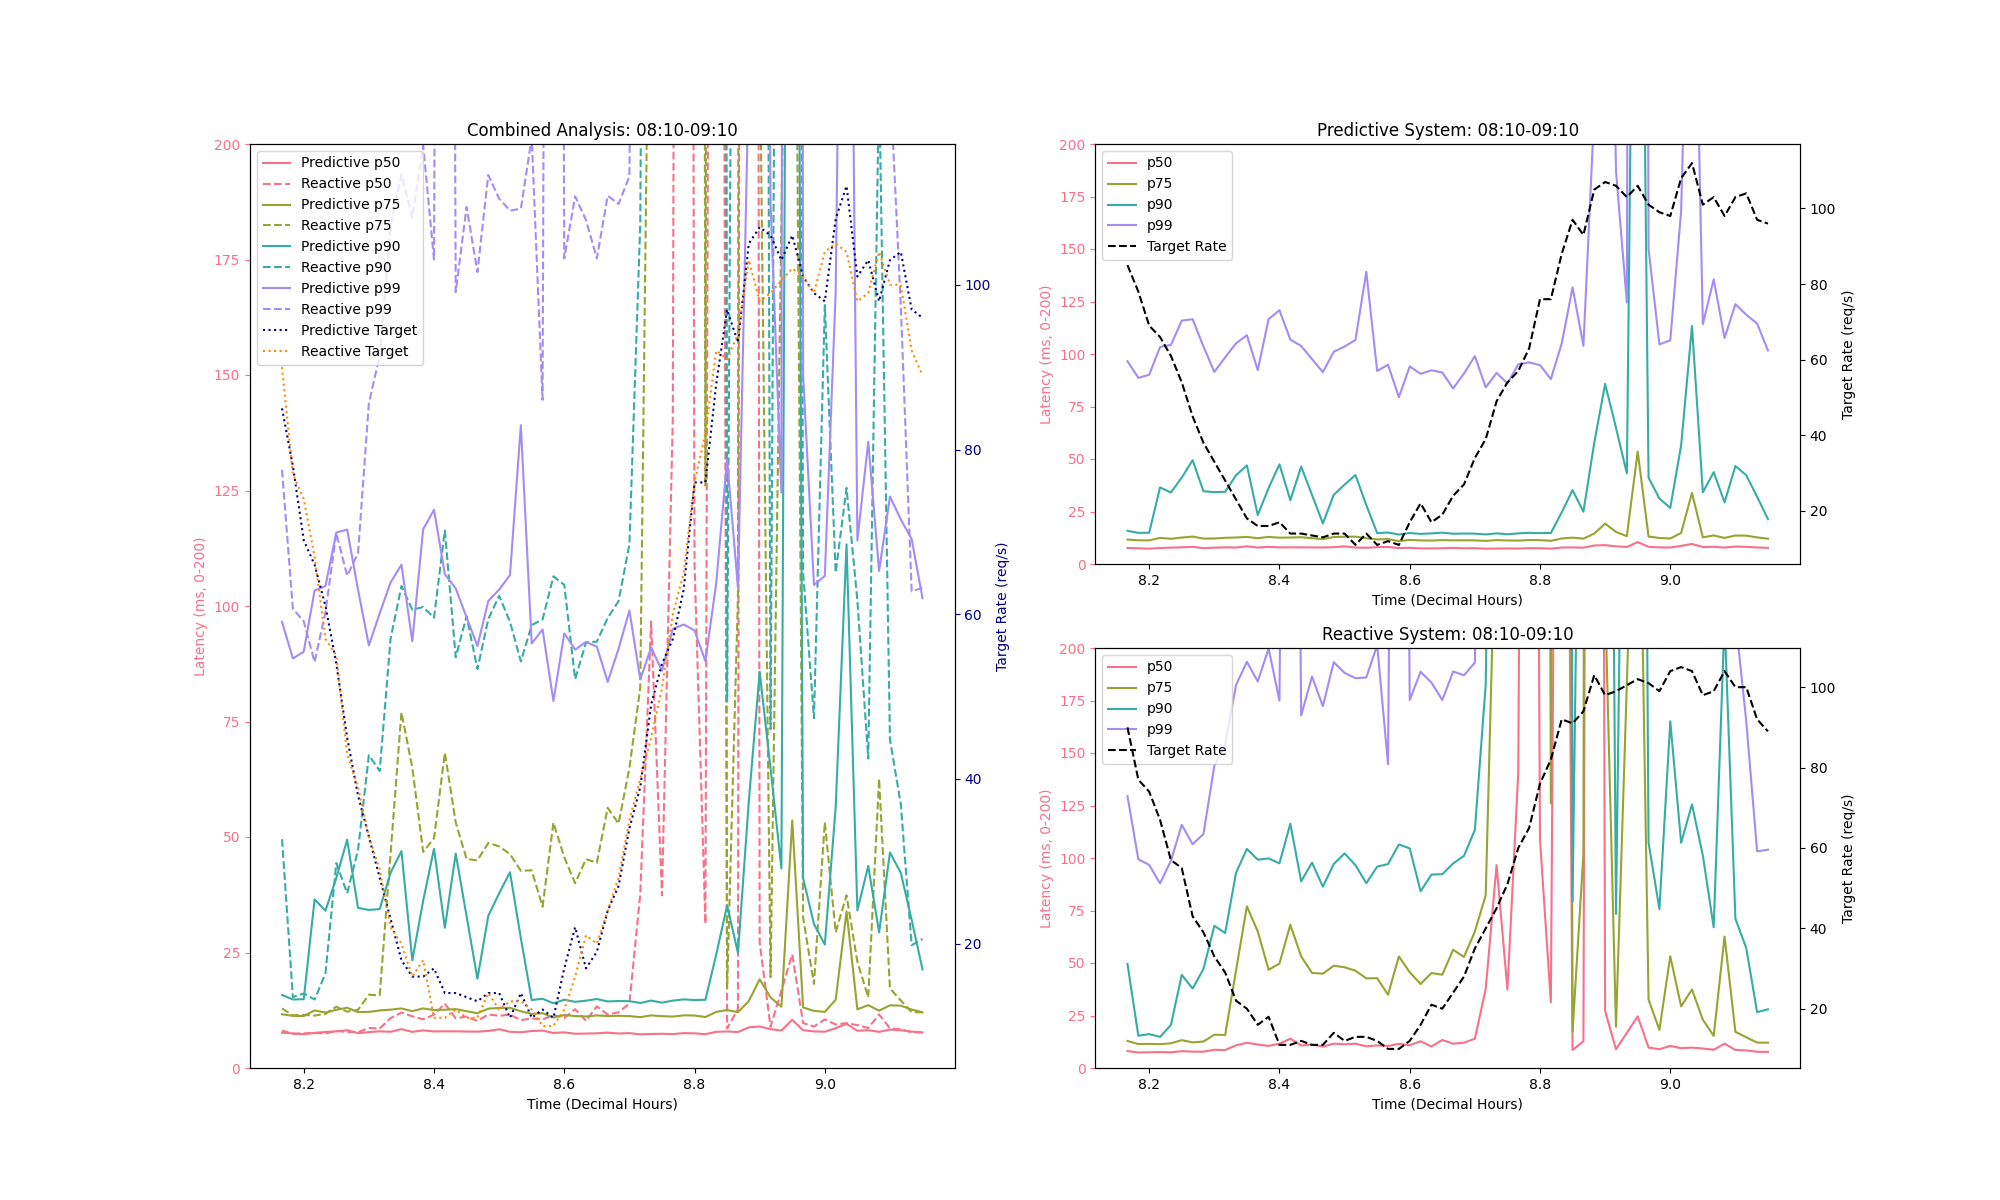 Combined Analysis: 08:10-09:10
Latency (ms, 0-200)
200
175
150
125
100
75
50
25
0
Predictive p50
Reactive p50
Predictive p75
Reactive p75
Predictive p90
Reactive p90
Predictive p99
Reactive p99
Predictive Target
Reactive Target
100
80
60
40
20
Target Rate (req/s)
8.2 8.4 8.6 8.8 9.0
Time (Decimal Hours)
Predictive System: 08:10-09:10
Latency (ms, 0-200)
200
175
150
125
100
75
50
25
0
p50
p75
p90
p99
Target Rate
100
80
60
40
20
Target Rate (req/s)
8.2 8.4 8.6 8.8 9.0
Time (Decimal Hours)
Reactive System: 08:10-09:10
Latency (ms, 0-200)
200
175
150
125
100
75
50
25
0
p50
p75
p90
p99
Target Rate
100
80
60
40
20
Target Rate (req/s)
8.2 8.4 8.6 8.8 9.0
Time (Decimal Hours)